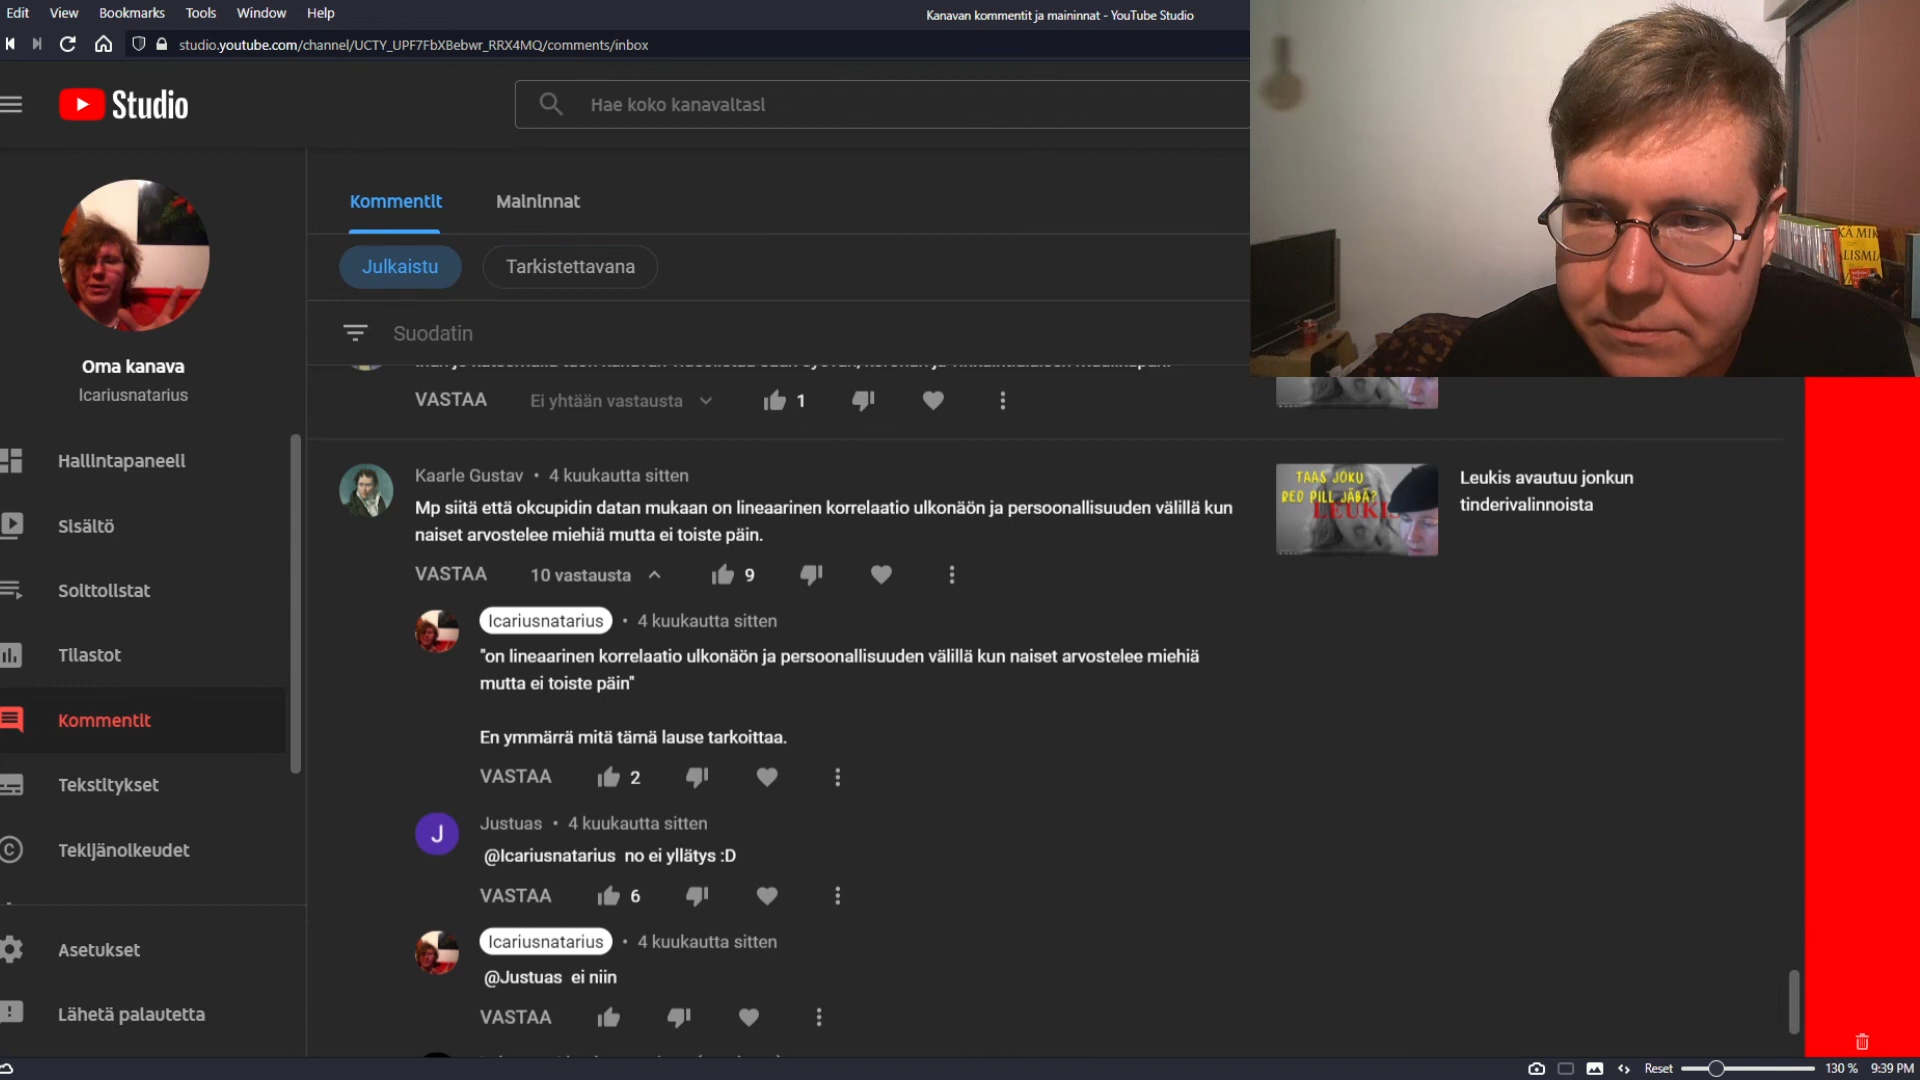 Edit View Bookmarks Tools Window Help
Kanavan kommentit ja maininnat - YouTube Studio
studio.youtube.com/channel/UCTY_UPF7FbXBebwr_RRX4MQ/comments/inbox
Studio
Hae koko kanavaltasi
Kommentit Maininnat
Julkaistu Tarkistettavana
Suodatin
Oma kanava
Icariusnatarius
Hallintapaneeli
Sisältö
Soittolistat
Tilastot
Kommentit
Tekstitykset
Tekijänoikeudet
Asetukset
Lähetä palautetta
VASTAA Ei yhtään vastausta 1
Kaarle Gustav • 4 kuukautta sitten
Mp siitä että okcupidin datan mukaan on lineaarinen korrelaatio ulkonäön ja persoonallisuuden välillä kun
naiset arvostelee miehiä mutta ei toiste päin.
VASTAA 10 vastausta 9
TAAS JOKU
RED PILL JÄBÄ?
Leukis avautuu jonkun
tinderivalinnoista
Icariusnatarius • 4 kuukautta sitten
"on lineaarinen korrelaatio ulkonäön ja persoonallisuuden välillä kun naiset arvostelee miehiä
mutta ei toiste päin"
En ymmärrä mitä tämä lause tarkoittaa.
VASTAA 2
J
Justuas • 4 kuukautta sitten
@Icariusnatarius no ei yllätys :D
VASTAA 6
Icariusnatarius • 4 kuukautta sitten
@Justuas ei niin
VASTAA
Reset 130 % 9:39 PM